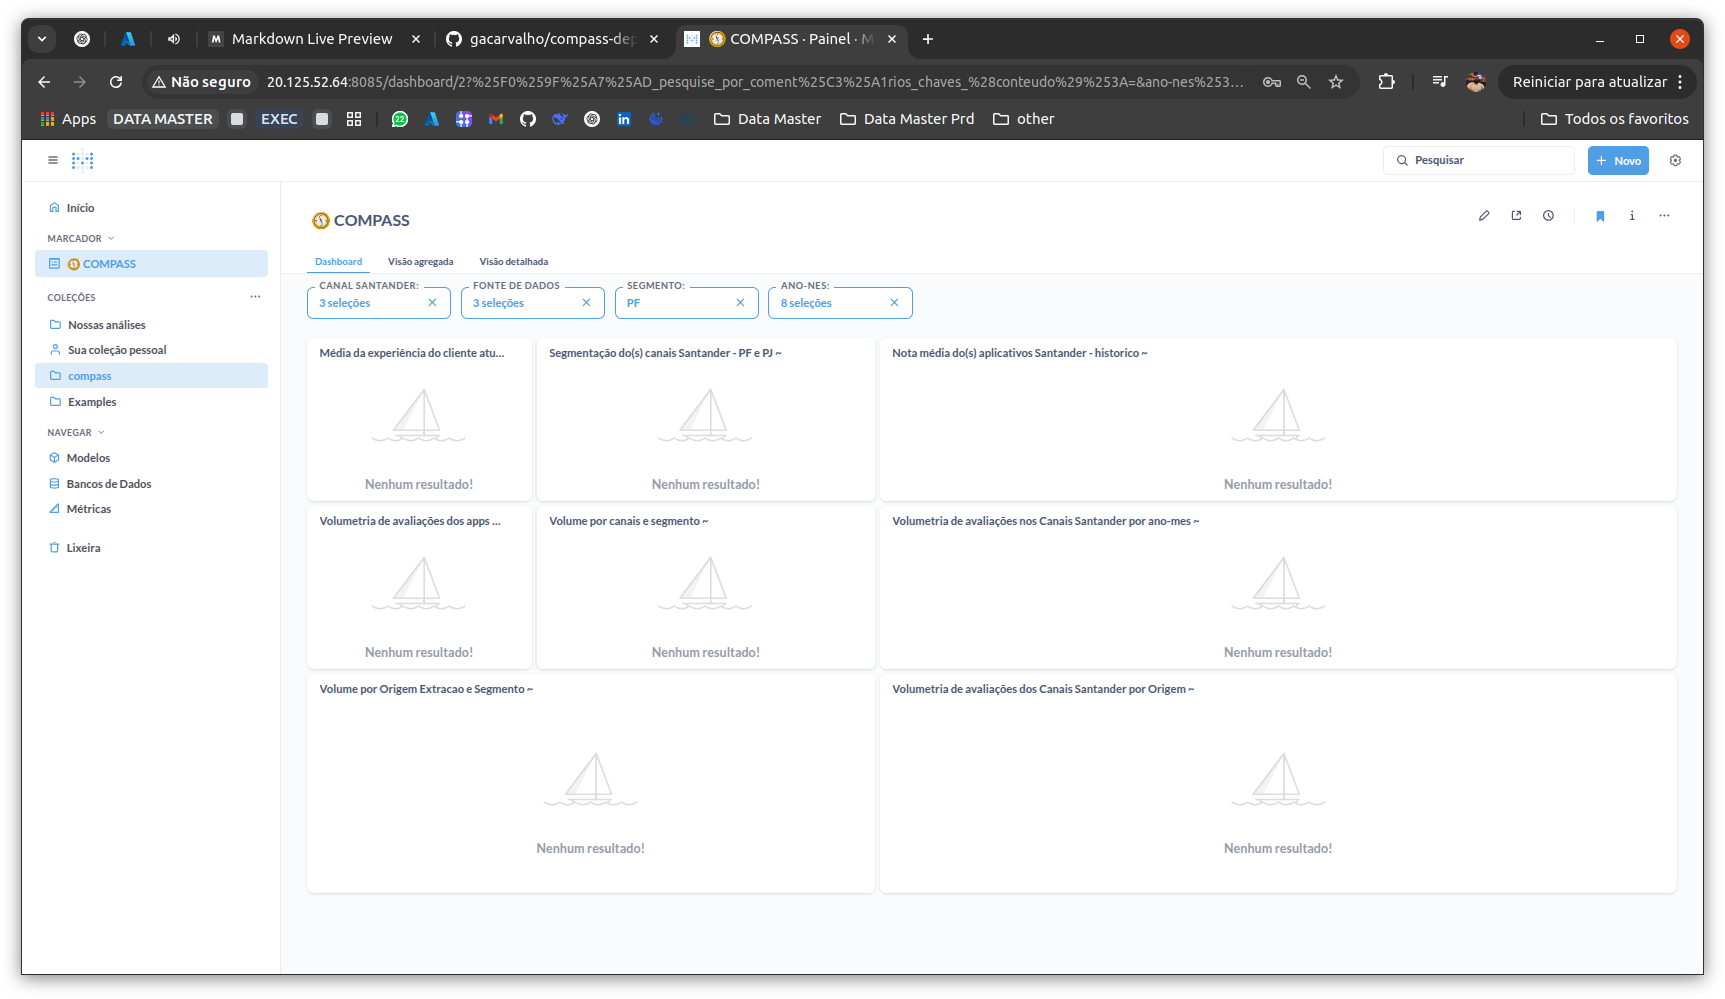 Markdown Live Preview
gacarvalho/compass-dep
COMPASS · Painel · M
Não seguro
20.125.52.64:8085/dashboard/2?%25F0%259F%25A7%25AD_pesquise_por_coment%25C3%25A1rios_chaves_%28conteudo%29%253A=&ano-nes%253...
Reiniciar para atualizar
Apps
DATA MASTER
EXEC
22
in
Data Master
Data Master Prd
other
Todos os favoritos
Pesquisar
+ Novo
Início
MARCADOR
COMPASS
COLEÇÕES
...
Nossas análises
Sua coleção pessoal
compass
Examples
NAVEGAR
Modelos
Bancos de Dados
Métricas
Lixeira
COMPASS
Dashboard
Visão agregada
Visão detalhada
CANAL SANTANDER:
3 seleções
FONTE DE DADOS
3 seleções
SEGMENTO:
PF
ANO-NES:
8 seleções
Média da experiência do cliente atu...
Nenhum resultado!
Segmentação do(s) canais Santander - PF e PJ ~
Nenhum resultado!
Nota média do(s) aplicativos Santander - historico ~
Nenhum resultado!
Volumetria de avaliações dos apps ...
Nenhum resultado!
Volume por canais e segmento ~
Nenhum resultado!
Volumetria de avaliações nos Canais Santander por ano-mes ~
Nenhum resultado!
Volume por Origem Extracao e Segmento ~
Nenhum resultado!
Volumetria de avaliações dos Canais Santander por Origem ~
Nenhum resultado!